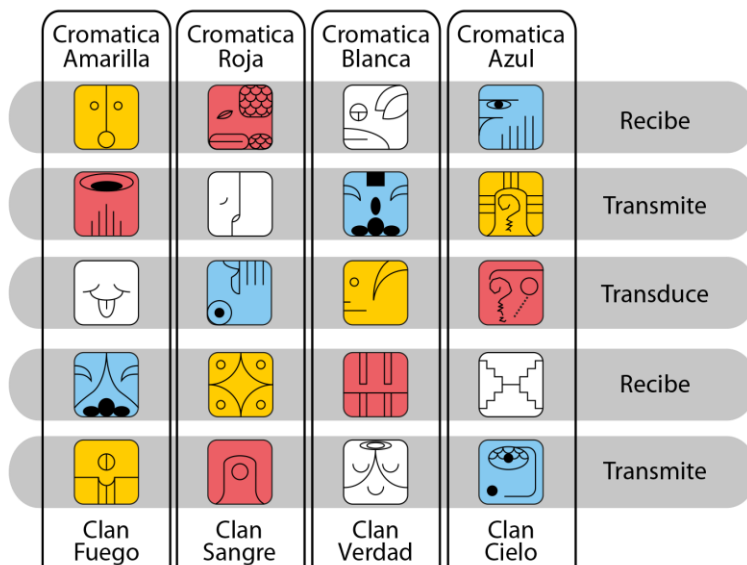 Cromatica
Amarilla
Cromatica
Roja
Cromatica
Blanca
Cromatica
Azul
Recibe
Transmite
Transduce
Recibe
Transmite
Clan
Fuego
Clan
Sangre
Clan
Verdad
Clan
Cielo